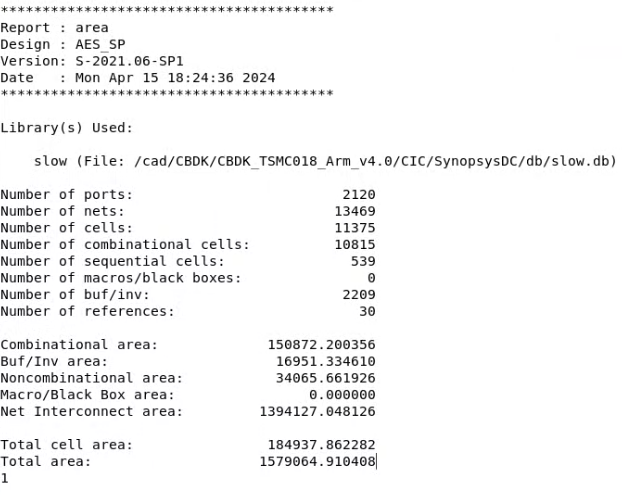 ****************************************
Report : area
Design : AES_SP
Version: S-2021.06-SP1
Date   : Mon Apr 15 18:24:36 2024
****************************************
Library(s) Used:
slow (File: /cad/CBDK/CBDK_TSMC018_Arm_v4.0/CIC/SynopsysDC/db/slow.db)
Number of ports: 2120
Number of nets: 13469
Number of cells: 11375
Number of combinational cells: 10815
Number of sequential cells: 539
Number of macros/black boxes: 0
Number of buf/inv: 2209
Number of references: 30
Combinational area: 150872.200356
Buf/Inv area: 16951.334610
Noncombinational area: 34065.661926
Macro/Black Box area: 0.000000
Net Interconnect area: 1394127.048126
Total cell area: 184937.862282
Total area: 1579064.910408
1